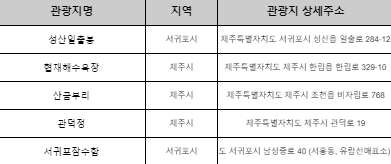 관광지명 지역 관광지 상세주소
성산일출봉 서귀포시 제주특별자치도 서귀포시 성산읍 일출로 284-12
협재해수욕장 제주시 제주특별자치도 제주시 한림읍 한림로 329-10
산굼부리 제주시 제주특별자치도 제주시 조천읍 비자림로 768
관덕정 제주시 제주특별자치도 제주시 관덕로 19
서귀포잠수함 서귀포시 도 서귀포시 남성중로 40 (서홍동, 유람선매표소)